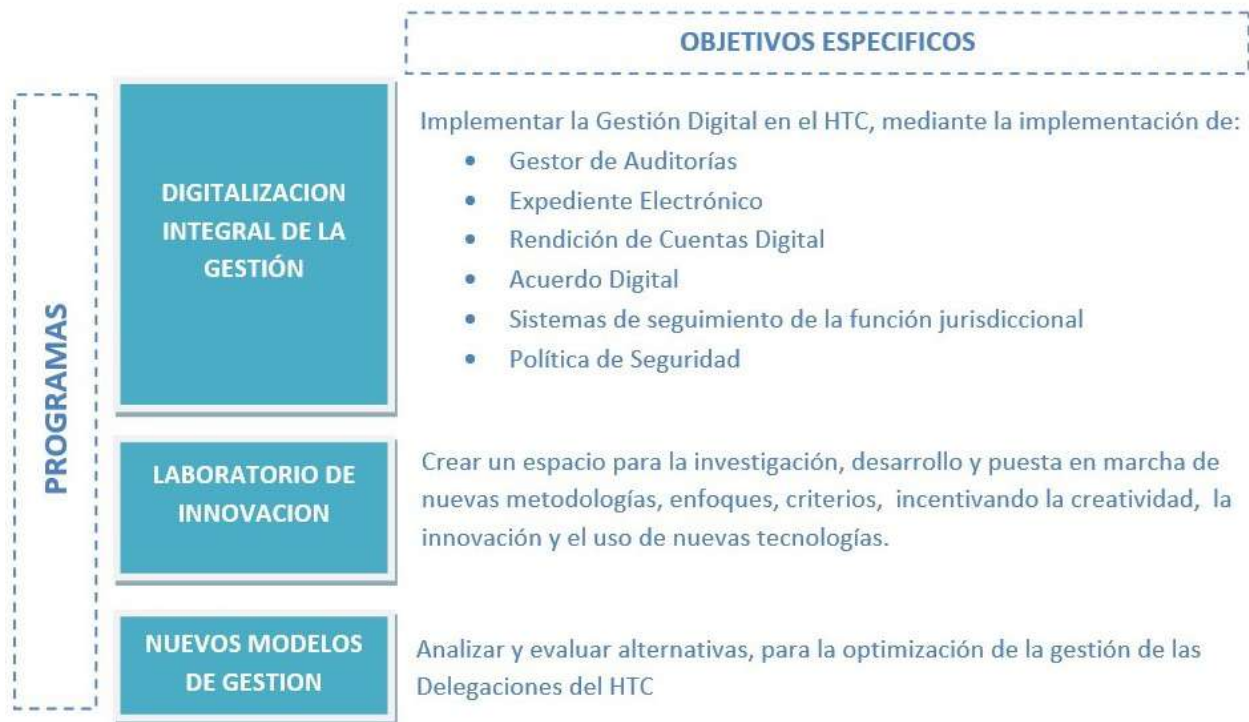 OBJETIVOS ESPECIFICOS
PROGRAMAS
DIGITALIZACION
INTEGRAL DE LA
GESTIÓN
Implementar la Gestión Digital en el HTC, mediante la implementación de:
• Gestor de Auditorías
• Expediente Electrónico
• Rendición de Cuentas Digital
• Acuerdo Digital
• Sistemas de seguimiento de la función jurisdiccional
• Política de Seguridad
LABORATORIO DE
INNOVACION
Crear un espacio para la investigación, desarrollo y puesta en marcha de
nuevas metodologías, enfoques, criterios, incentivando la creatividad, la
innovación y el uso de nuevas tecnologías.
NUEVOS MODELOS
DE GESTION
Analizar y evaluar alternativas, para la optimización de la gestión de las
Delegaciones del HTC